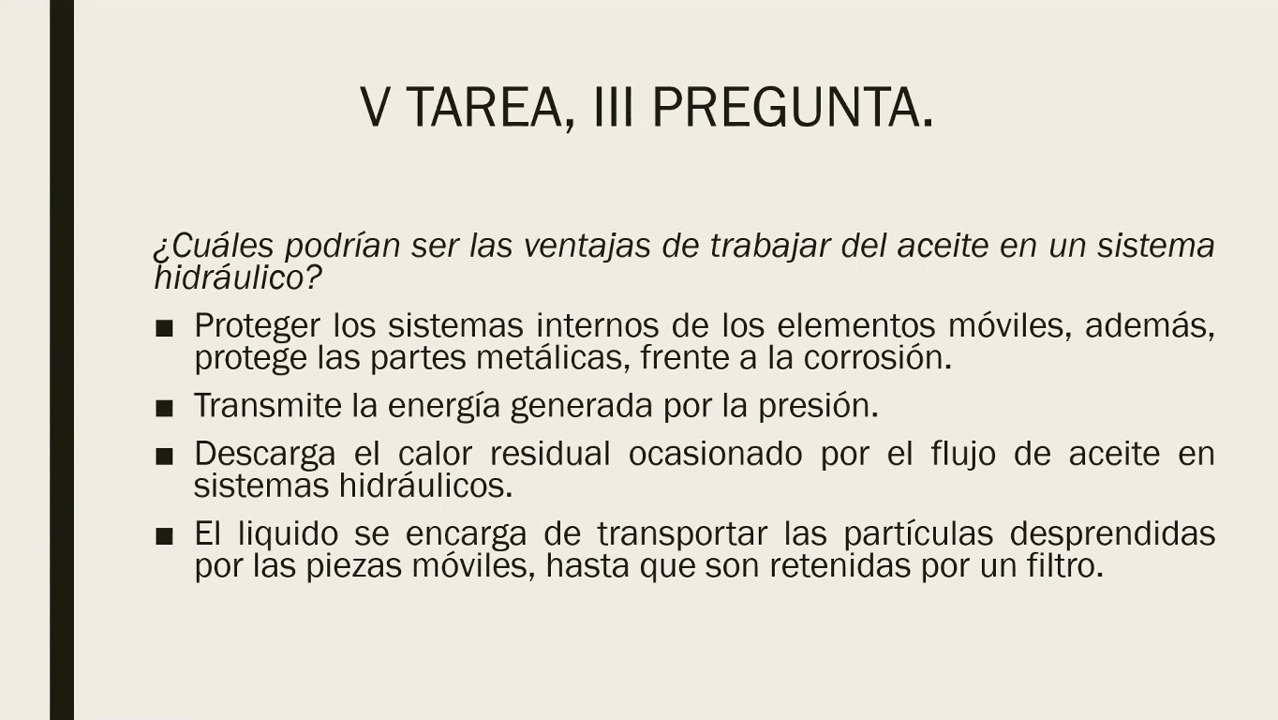 V TAREA, III PREGUNTA.
¿Cuáles podrían ser las ventajas de trabajar del aceite en un sistema
hidráulico?
■ Proteger los sistemas internos de los elementos móviles, además,
protege las partes metálicas, frente a la corrosión.
■ Transmite la energía generada por la presión.
■ Descarga el calor residual ocasionado por el flujo de aceite en
sistemas hidráulicos.
■ El liquido se encarga de transportar las partículas desprendidas
por las piezas móviles, hasta que son retenidas por un filtro.